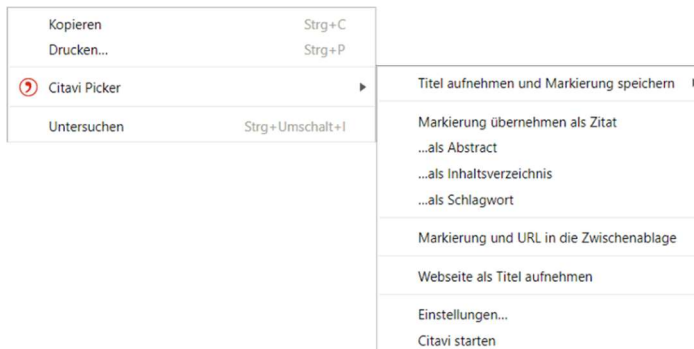 Kopieren Strg+C
Drucken... Strg+P
Citavi Picker
Untersuchen Strg+Umschalt+I
Titel aufnehmen und Markierung speichern
Markierung übernehmen als Zitat
...als Abstract
...als Inhaltsverzeichnis
...als Schlagwort
Markierung und URL in die Zwischenablage
Webseite als Titel aufnehmen
Einstellungen...
Citavi starten